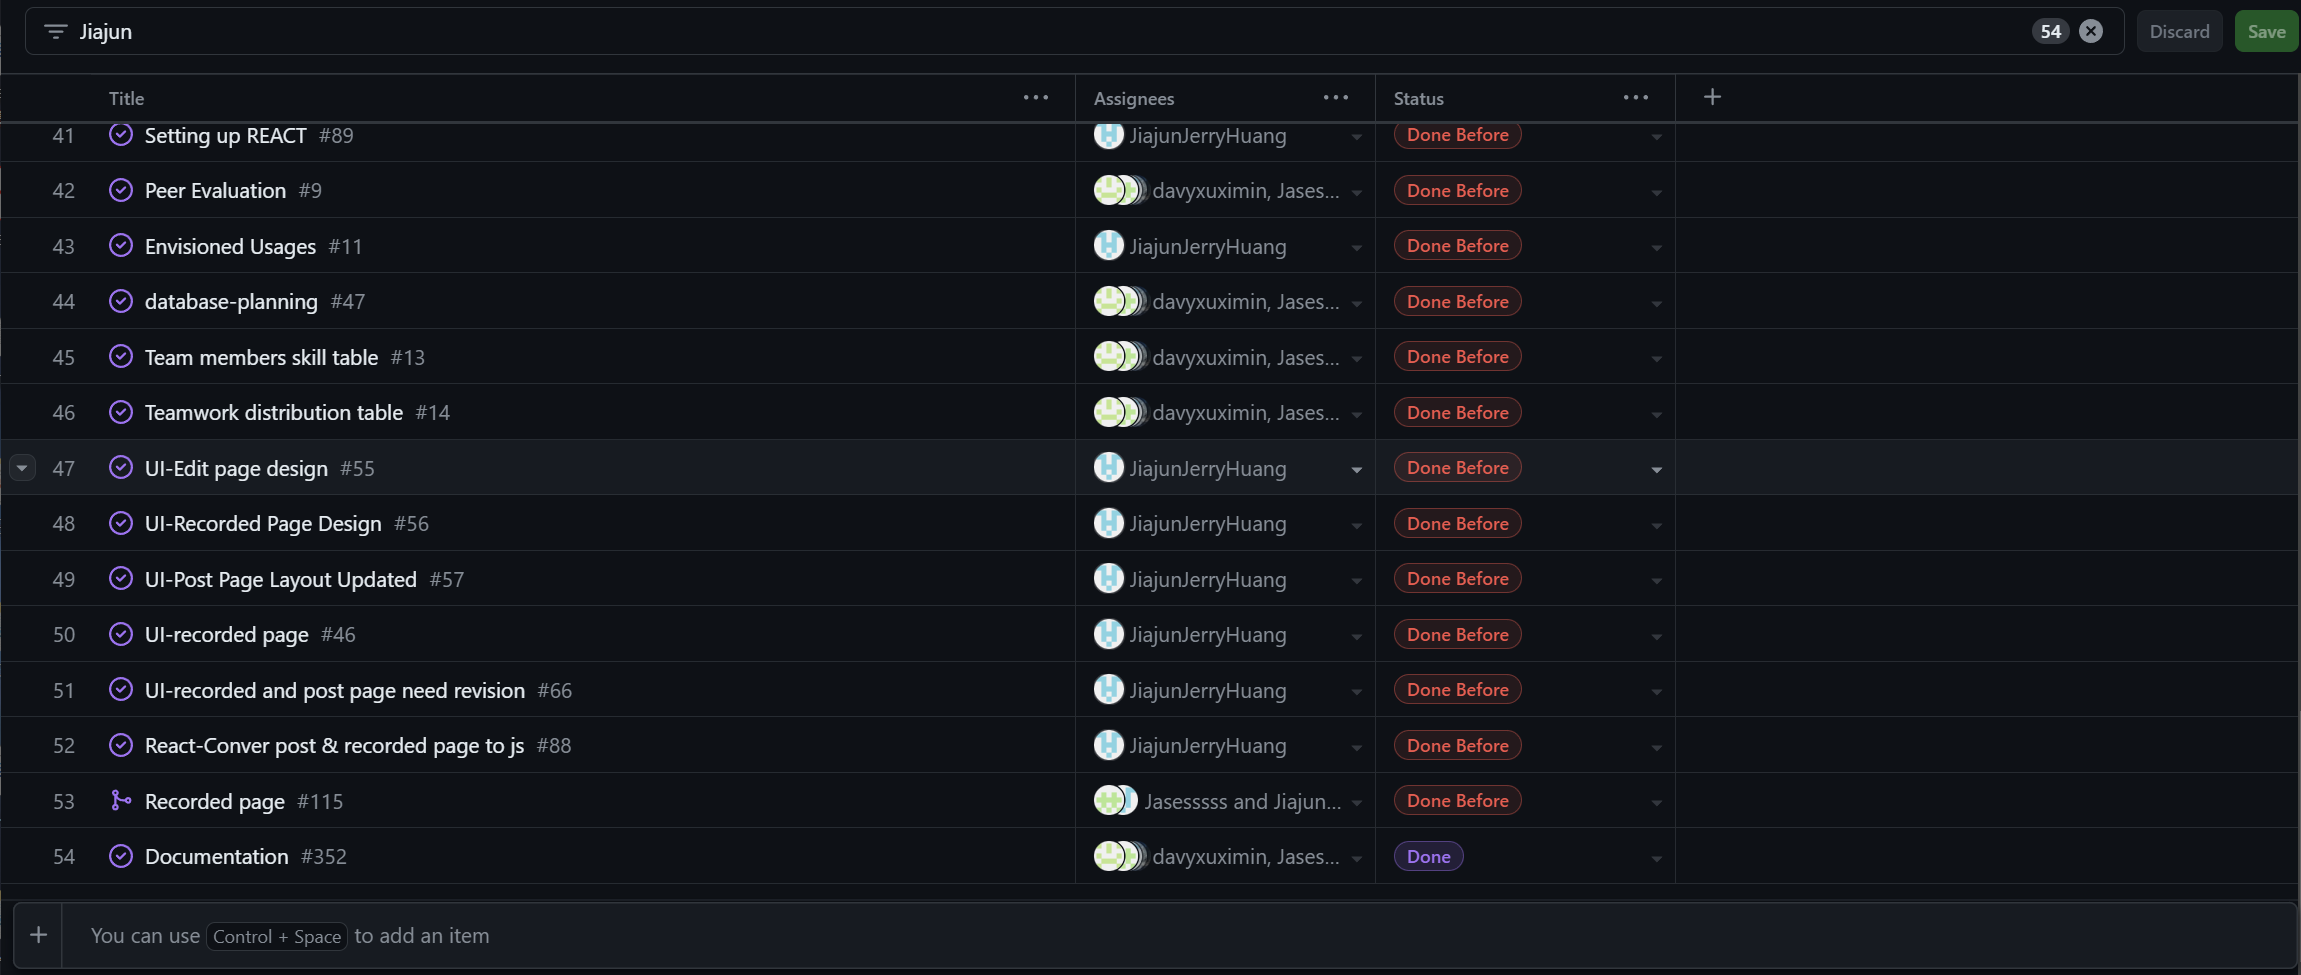 Jiajun 54 Discard Save
Title Assignees Status
41 Setting up REACT #89 JiajunJerryHuang Done Before
42 Peer Evaluation #9 davyxuximin, Jases... Done Before
43 Envisioned Usages #11 JiajunJerryHuang Done Before
44 database-planning #47 davyxuximin, Jases... Done Before
45 Team members skill table #13 davyxuximin, Jases... Done Before
46 Teamwork distribution table #14 davyxuximin, Jases... Done Before
47 UI-Edit page design #55 JiajunJerryHuang Done Before
48 UI-Recorded Page Design #56 JiajunJerryHuang Done Before
49 UI-Post Page Layout Updated #57 JiajunJerryHuang Done Before
50 UI-recorded page #46 JiajunJerryHuang Done Before
51 UI-recorded and post page need revision #66 JiajunJerryHuang Done Before
52 React-Conver post & recorded page to js #88 JiajunJerryHuang Done Before
53 Recorded page #115 Jasesssss and Jiajun... Done Before
54 Documentation #352 davyxuximin, Jases... Done
You can use Control + Space to add an item